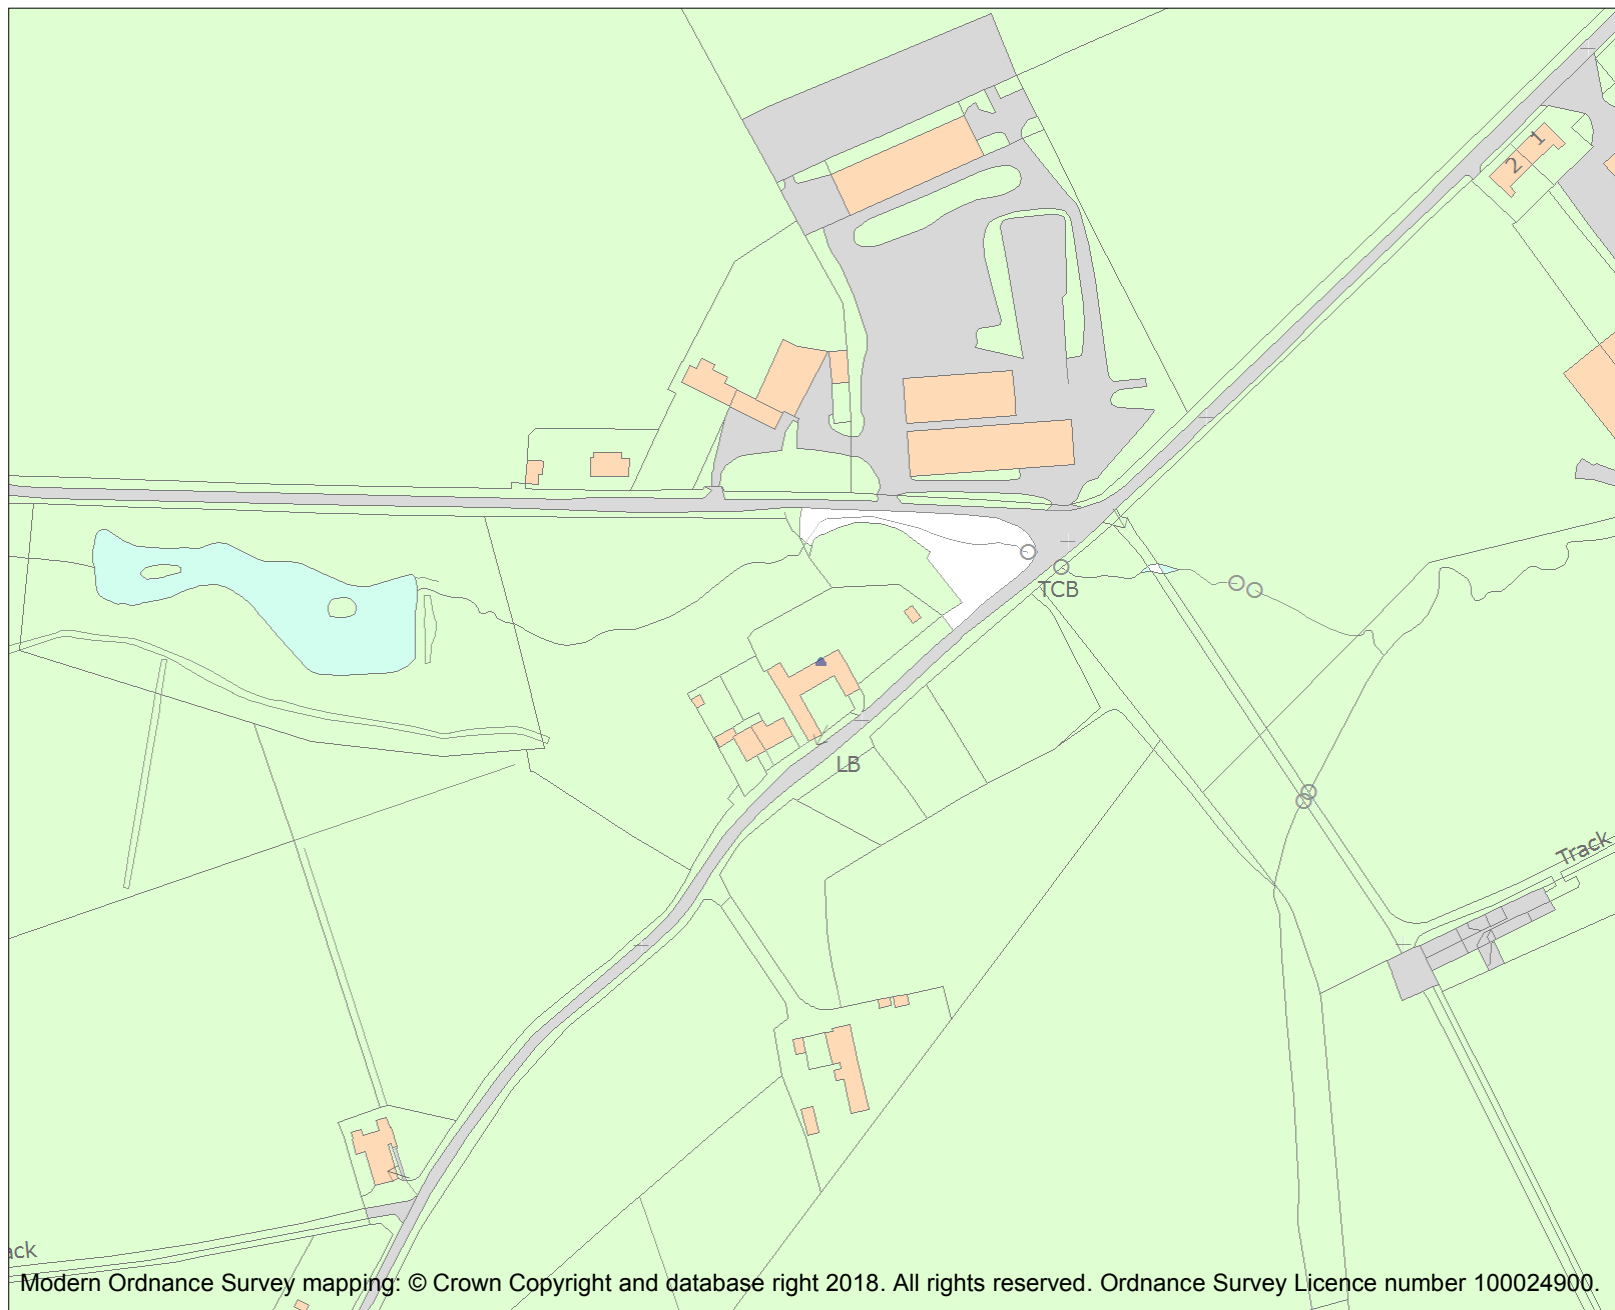 1
2
TCB
LB
Track
ack
Modern Ordnance Survey mapping: © Crown Copyright and database right 2018. All rights reserved. Ordnance Survey Licence number 100024900.